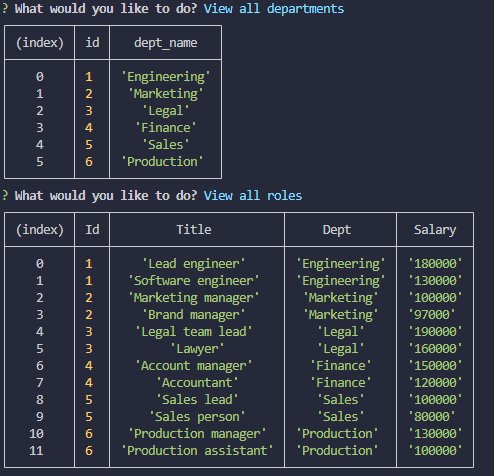 ? What would you like to do? View all departments
(index) id dept_name
0 1 'Engineering'
1 2 'Marketing'
2 3 'Legal'
3 4 'Finance'
4 5 'Sales'
5 6 'Production'
? What would you like to do? View all roles
(index) Id Title Dept Salary
0 1 'Lead engineer' 'Engineering' '180000'
1 1 'Software engineer' 'Engineering' '130000'
2 2 'Marketing manager' 'Marketing' '100000'
3 2 'Brand manager' 'Marketing' '97000'
4 3 'Legal team lead' 'Legal' '190000'
5 3 'Lawyer' 'Legal' '160000'
6 4 'Account manager' 'Finance' '150000'
7 4 'Accountant' 'Finance' '120000'
8 5 'Sales lead' 'Sales' '100000'
9 5 'Sales person' 'Sales' '80000'
10 6 'Production manager' 'Production' '130000'
11 6 'Production assistant' 'Production' '100000'